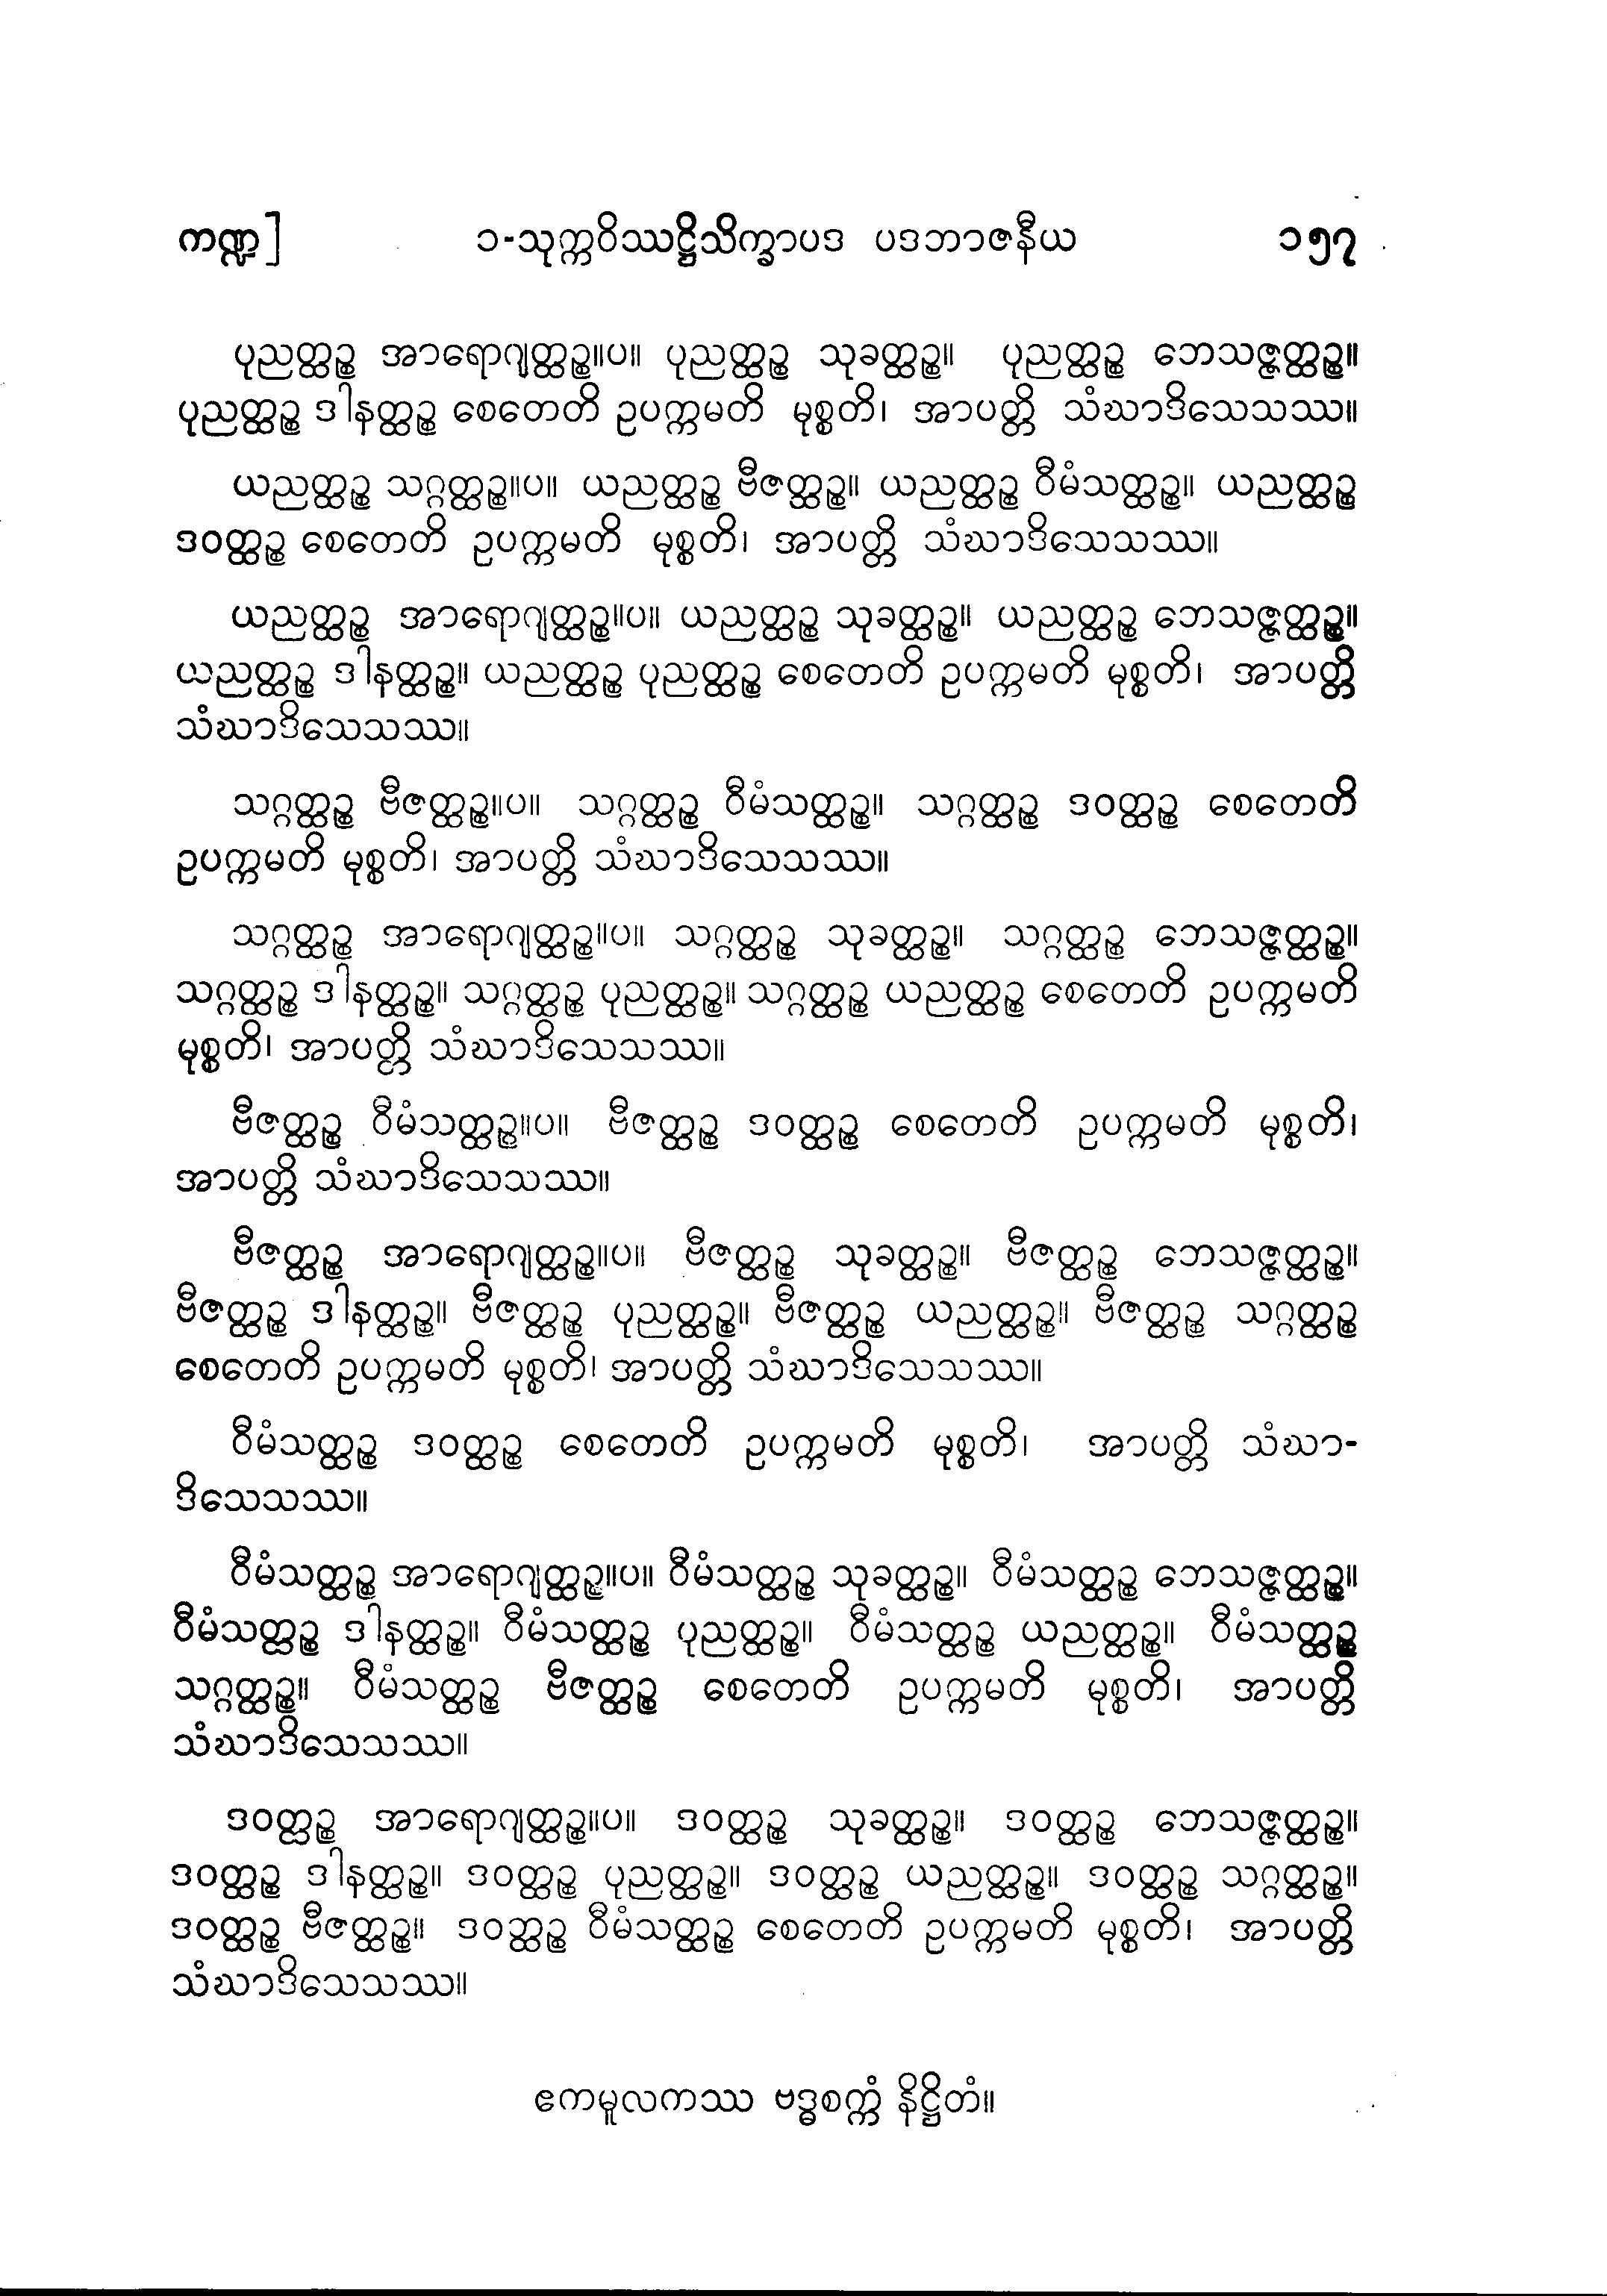 ကဏ္ဍ] ၁-သုက္ကဝိဿဋ္ဌိသိက္ခာပဒ ပဒဘာဇနီယ ၁၅၇
ပုညတ္ထဉ္စ အာရောဂျတ္ထဉ္စ။ပ။ ပုညတ္ထဉ္စ သုခတ္ထဉ္စ။ ပုညတ္ထဉ္စ ဘေသဇ္ဇတ္ထဉ္စ။
ပုညတ္ထဉ္စ ဒါနတ္ထဉ္စ စေတေတိ ဥပက္ကမတိ မုစ္စတိ၊ အာပတ္တိ သံဃာဒိသေသဿ။
ယညတ္ထဉ္စ သဂ္ဂတ္ထဉ္စ။ပ။ ယညတ္ထဉ္စ ဗီဇတ္ထဉ္စ။ ယညတ္ထဉ္စ ဝီမံသတ္ထဉ္စ။ ယညတ္ထဉ္စ
ဒဝတ္ထဉ္စ စေတေတိ ဥပက္ကမတိ မုစ္စတိ၊ အာပတ္တိ သံဃာဒိသေသဿ။
ယညတ္ထဉ္စ အာရောဂျတ္ထဉ္စ။ပ။ ယညတ္ထဉ္စ သုခတ္ထဉ္စ။ ယညတ္ထဉ္စ ဘေသဇ္ဇတ္ထဉ္စ။
ယညတ္ထဉ္စ ဒါနတ္ထဉ္စ။ ယညတ္ထဉ္စ ပုညတ္ထဉ္စ စေတေတိ ဥပက္ကမတိ မုစ္စတိ၊ အာပတ္တိ
သံဃာဒိသေသဿ။
သဂ္ဂတ္ထဉ္စ ဗီဇတ္ထဉ္စ။ပ။ သဂ္ဂတ္ထဉ္စ ဝီမံသတ္ထဉ္စ။ သဂ္ဂတ္ထဉ္စ ဒဝတ္ထဉ္စ စေတေတိ
ဥပက္ကမတိ မုစ္စတိ၊ အာပတ္တိ သံဃာဒိသေသဿ။
သဂ္ဂတ္ထဉ္စ အာရောဂျတ္ထဉ္စ။ပ။ သဂ္ဂတ္ထဉ္စ သုခတ္ထဉ္စ။ သဂ္ဂတ္ထဉ္စ ဘေသဇ္ဇတ္ထဉ္စ။
သဂ္ဂတ္ထဉ္စ ဒါနတ္ထဉ္စ။ သဂ္ဂတ္ထဉ္စ ပုညတ္ထဉ္စ။ သဂ္ဂတ္ထဉ္စ ယညတ္ထဉ္စ စေတေတိ ဥပက္ကမတိ
မုစ္စတိ၊ အာပတ္တိ သံဃာဒိသေသဿ။
ဗီဇတ္ထဉ္စ ဝီမံသတ္ထဉ္စ။ပ။ ဗီဇတ္ထဉ္စ ဒဝတ္ထဉ္စ စေတေတိ ဥပက္ကမတိ မုစ္စတိ၊
အာပတ္တိ သံဃာဒိသေသဿ။
ဗီဇတ္ထဉ္စ အာရောဂျတ္ထဉ္စ။ပ။ ဗီဇတ္ထဉ္စ သုခတ္ထဉ္စ။ ဗီဇတ္ထဉ္စ ဘေသဇ္ဇတ္ထဉ္စ။
ဗီဇတ္ထဉ္စ ဒါနတ္ထဉ္စ။ ဗီဇတ္ထဉ္စ ပုညတ္ထဉ္စ။ ဗီဇတ္ထဉ္စ ယညတ္ထဉ္စ။ ဗီဇတ္ထဉ္စ သဂ္ဂတ္ထဉ္စ
စေတေတိ ဥပက္ကမတိ မုစ္စတိ၊ အာပတ္တိ သံဃာဒိသေသဿ။
ဝီမံသတ္ထဉ္စ ဒဝတ္ထဉ္စ စေတေတိ ဥပက္ကမတိ မုစ္စတိ၊ အာပတ္တိ သံဃာ-
ဒိသေသဿ။
ဝီမံသတ္ထဉ္စ အာရောဂျတ္ထဉ္စ။ပ။ ဝီမံသတ္ထဉ္စ သုခတ္ထဉ္စ။ ဝီမံသတ္ထဉ္စ ဘေသဇ္ဇတ္ထဉ္စ။
ဝီမံသတ္ထဉ္စ ဒါနတ္ထဉ္စ။ ဝီမံသတ္ထဉ္စ ပုညတ္ထဉ္စ။ ဝီမံသတ္ထဉ္စ ယညတ္ထဉ္စ။ ဝီမံသတ္ထဉ္စ
သဂ္ဂတ္ထဉ္စ။ ဝီမံသတ္ထဉ္စ ဗီဇတ္ထဉ္စ စေတေတိ ဥပက္ကမတိ မုစ္စတိ၊ အာပတ္တိ
သံဃာဒိသေသဿ။
ဒဝတ္ထဉ္စ အာရောဂျတ္ထဉ္စ။ပ။ ဒဝတ္ထဉ္စ သုခတ္ထဉ္စ။ ဒဝတ္ထဉ္စ ဘေသဇ္ဇတ္ထဉ္စ။
ဒဝတ္ထဉ္စ ဒါနတ္ထဉ္စ။ ဒဝတ္ထဉ္စ ပုညတ္ထဉ္စ။ ဒဝတ္ထဉ္စ ယညတ္ထဉ္စ။ ဒဝတ္ထဉ္စ သဂ္ဂတ္ထဉ္စ။
ဒဝတ္ထဉ္စ ဗီဇတ္ထဉ္စ။ ဒဝတ္ထဉ္စ ဝီမံသတ္ထဉ္စ စေတေတိ ဥပက္ကမတိ မုစ္စတိ၊ အာပတ္တိ
သံဃာဒိသေသဿ။
ဧကမူလကဿ ဗဒ္ဓစက္ကံ နိဋ္ဌိတံ။